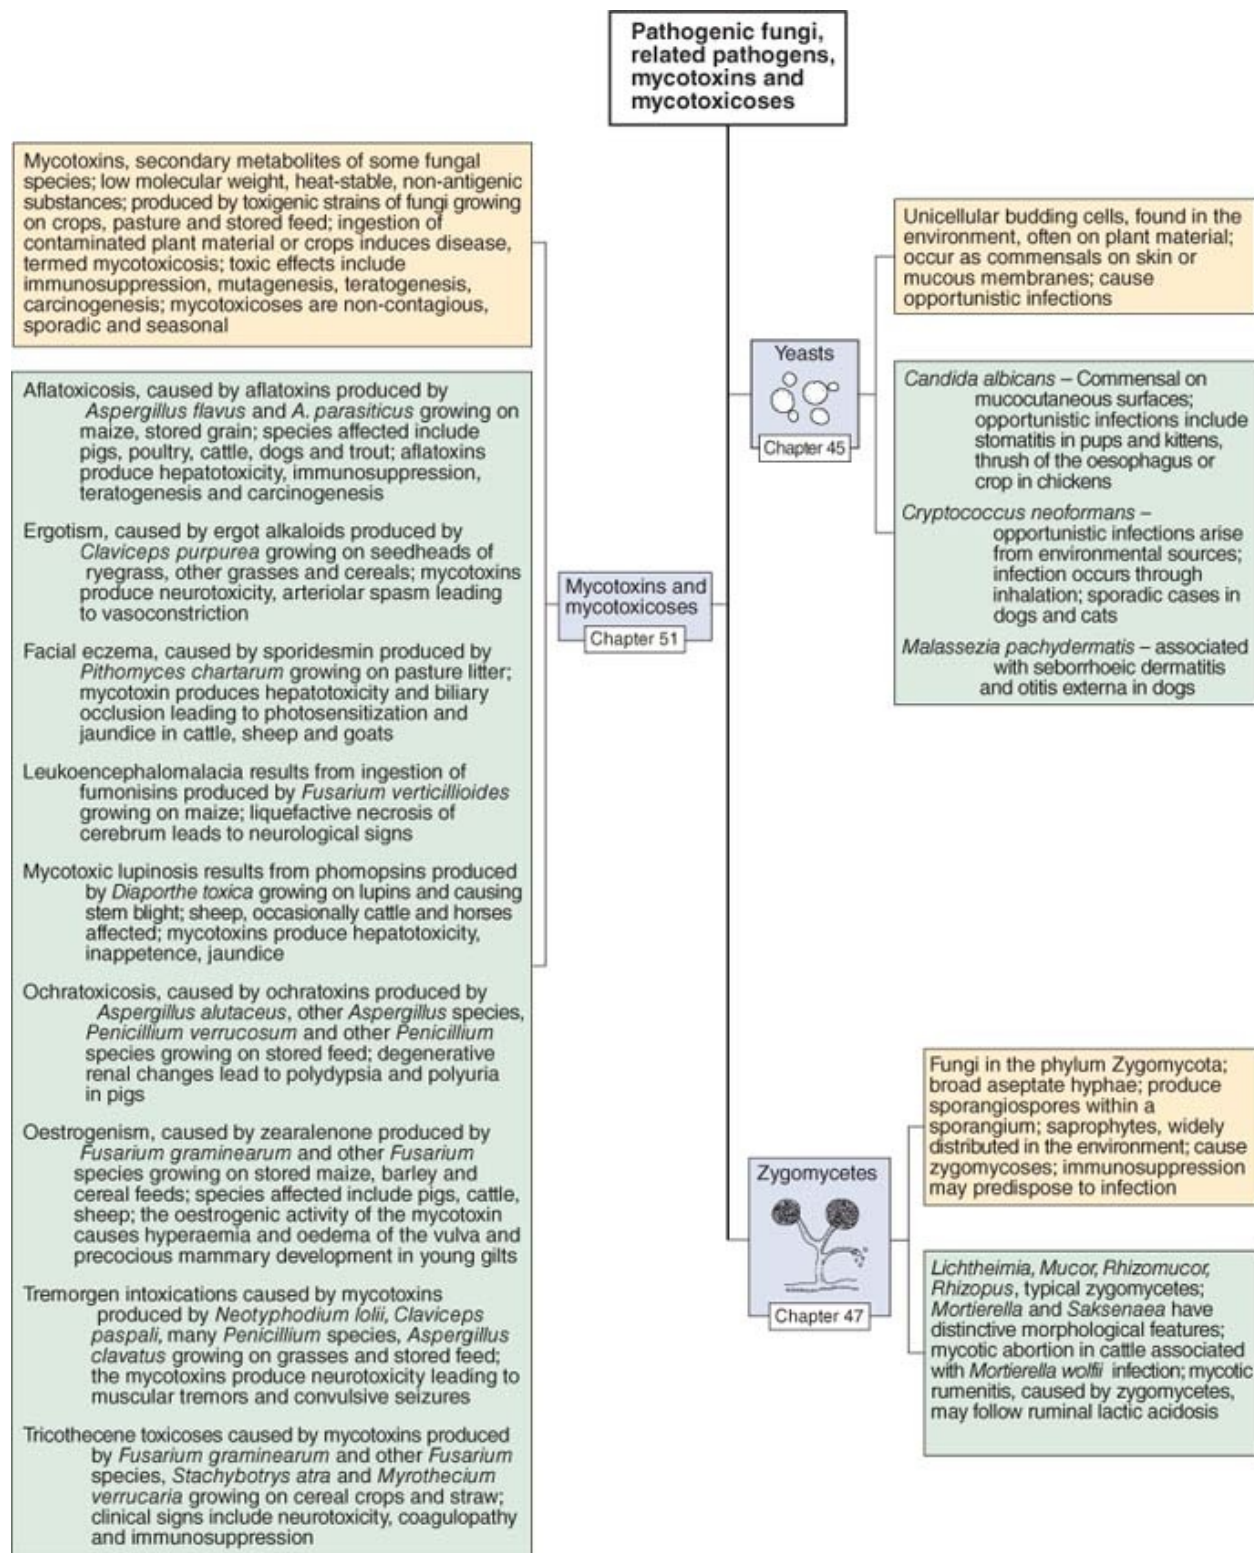 Pathogenic fungi,
related pathogens,
mycotoxins and
mycotoxicoses
Mycotoxins, secondary metabolites of some fungal
species; low molecular weight, heat-stable, non-antigenic
substances; produced by toxigenic strains of fungi growing
on crops, pasture and stored feed; ingestion of
contaminated plant material or crops induces disease,
termed mycotoxicosis; toxic effects include
immunosuppression, mutagenesis, teratogenesis,
carcinogenesis; mycotoxicoses are non-contagious,
sporadic and seasonal
Aflatoxicosis, caused by aflatoxins produced by
Aspergillus flavus and A. parasiticus growing on
maize, stored grain; species affected include
pigs, poultry, cattle, dogs and trout; aflatoxins
produce hepatotoxicity, immunosuppression,
teratogenesis and carcinogenesis
Ergotism, caused by ergot alkaloids produced by
Claviceps purpurea growing on seedheads of
ryegrass, other grasses and cereals; mycotoxins
produce neurotoxicity, arteriolar spasm leading
to vasoconstriction
Facial eczema, caused by sporidesmin produced by
Pithomyces chartarum growing on pasture litter;
mycotoxin produces hepatotoxicity and biliary
occlusion leading to photosensitization and
jaundice in cattle, sheep and goats
Leukoencephalomalacia results from ingestion of
fumonisins produced by Fusarium verticillioides
growing on maize; liquefactive necrosis of
cerebrum leads to neurological signs
Mycotoxic lupinosis results from phomopsins produced
by Diaporthe toxica growing on lupins and causing
stem blight; sheep, occasionally cattle and horses
affected; mycotoxins produce hepatotoxicity,
inappetence, jaundice
Ochratoxicosis, caused by ochratoxins produced by
Aspergillus alutaceus, other Aspergillus species,
Penicillium verrucosum and other Penicillium
species growing on stored feed; degenerative
renal changes lead to polydypsia and polyuria
in pigs
Oestrogenism, caused by zearalenone produced by
Fusarium graminearum and other Fusarium
species growing on stored maize, barley and
cereal feeds; species affected include pigs, cattle,
sheep; the oestrogenic activity of the mycotoxin
causes hyperaemia and oedema of the vulva and
precocious mammary development in young gilts
Tremorgen intoxications caused by mycotoxins
produced by Neotyphodium lolii, Claviceps
paspali, many Penicillium species, Aspergillus
clavatus growing on grasses and stored feed;
the mycotoxins produce neurotoxicity leading to
muscular tremors and convulsive seizures
Tricothecene toxicoses caused by mycotoxins produced
by Fusarium graminearum and other Fusarium
species, Stachybotrys atra and Myrothecium
verrucaria growing on cereal crops and straw;
clinical signs include neurotoxicity, coagulopathy
and immunosuppression
Mycotoxins and
mycotoxicoses
Chapter 51
Yeasts
Chapter 45
Unicellular budding cells, found in the
environment, often on plant material;
occur as commensals on skin or
mucous membranes; cause
opportunistic infections
Candida albicans – Commensal on
mucocutaneous surfaces;
opportunistic infections include
stomatitis in pups and kittens,
thrush of the oesophagus or
crop in chickens
Cryptococcus neoformans –
opportunistic infections arise
from environmental sources;
infection occurs through
inhalation; sporadic cases in
dogs and cats
Malassezia pachydermatis – associated
with seborrhoeic dermatitis
and otitis externa in dogs
Zygomycetes
Chapter 47
Fungi in the phylum Zygomycota;
broad aseptate hyphae; produce
sporangiospores within a
sporangium; saprophytes, widely
distributed in the environment; cause
zygomycoses; immunosuppression
may predispose to infection
Lichtheimia, Mucor, Rhizomucor,
Rhizopus, typical zygomycetes;
Mortierella and Saksenaea have
distinctive morphological features;
mycotic abortion in cattle associated
with Mortierella wolfii infection; mycotic
rumenitis, caused by zygomycetes,
may follow ruminal lactic acidosis